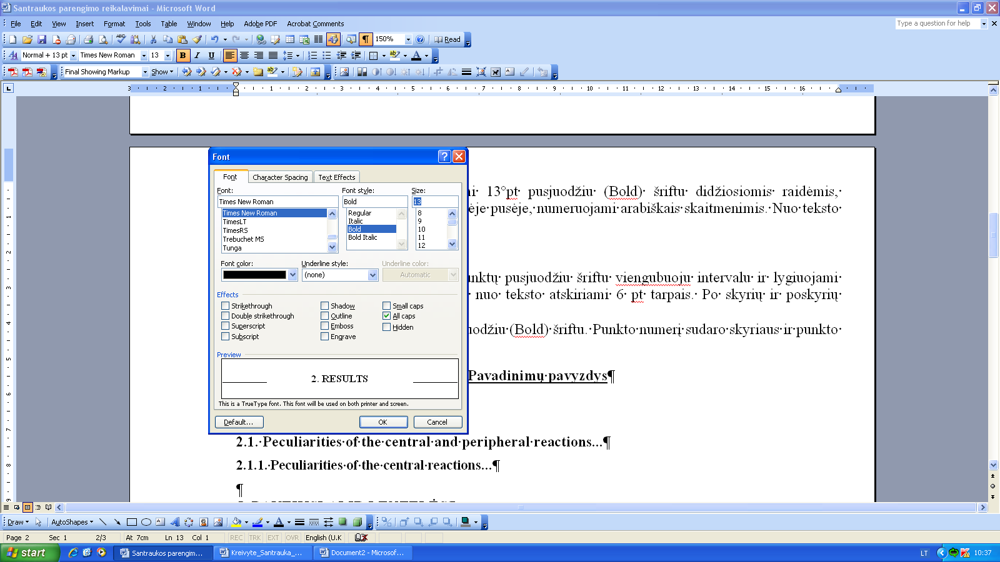 Santraukos parengimo reikalavimai - Microsoft Word
File Edit View Insert Format Tools Table Window Help Adobe PDF Acrobat Comments
Type a question for help
150% Read
Normal + 13 pt Times New Roman 13 B I U
Final Showing Markup Show
3 2 1 1 2 3 4 5 6 7 8 9 10 11 12 13 14 15 16
Font
Font Character Spacing Text Effects
Font: Font style: Size:
Times New Roman Bold 13
Times New Roman Regular 8
TimesLT Italic 9
TimesRS Bold 10
Trebuchet MS Bold Italic 11
Tunga 12
Font color: Underline style: Underline color:
(none) Automatic
Effects
Strikethrough Shadow Small caps
Double strikethrough Outline All caps
Superscript Emboss Hidden
Subscript Engrave
Preview
2. RESULTS
This is a TrueType font. This font will be used on both printer and screen.
Default... OK Cancel
13°pt· pusjuodžiu· (Bold)· šriftu· didžiosiomis· raidėmis,·
pusėje,·numeruojami·arabiškais·skaitmenimis.·Nuo·teksto
pusjuodžiu· šriftu· viengubuoju· intervalu· ir· lygiuojami
nuo· teksto· atskiriami· 6· pt· tarpais.· Po· skyrių· ir· poskyrių·
(Bold)·šriftu.·Punkto·numerį·sudaro·skyriaus·ir·punkto·
Pavadinimų·pavyzdys¶
2.1.·Peculiarities·of·the·central·and·peripheral·reactions...¶
2.1.1.·Peculiarities·of·the·central·reactions...¶
¶
Draw AutoShapes
Page 2 Sec 1 2/3 At 7cm Ln 13 Col 1 REC TRK EXT OVR English (U.K
start Santraukos parengim... Kreivyte_Santrauka_... Document2 - Microsof... LT 10:37